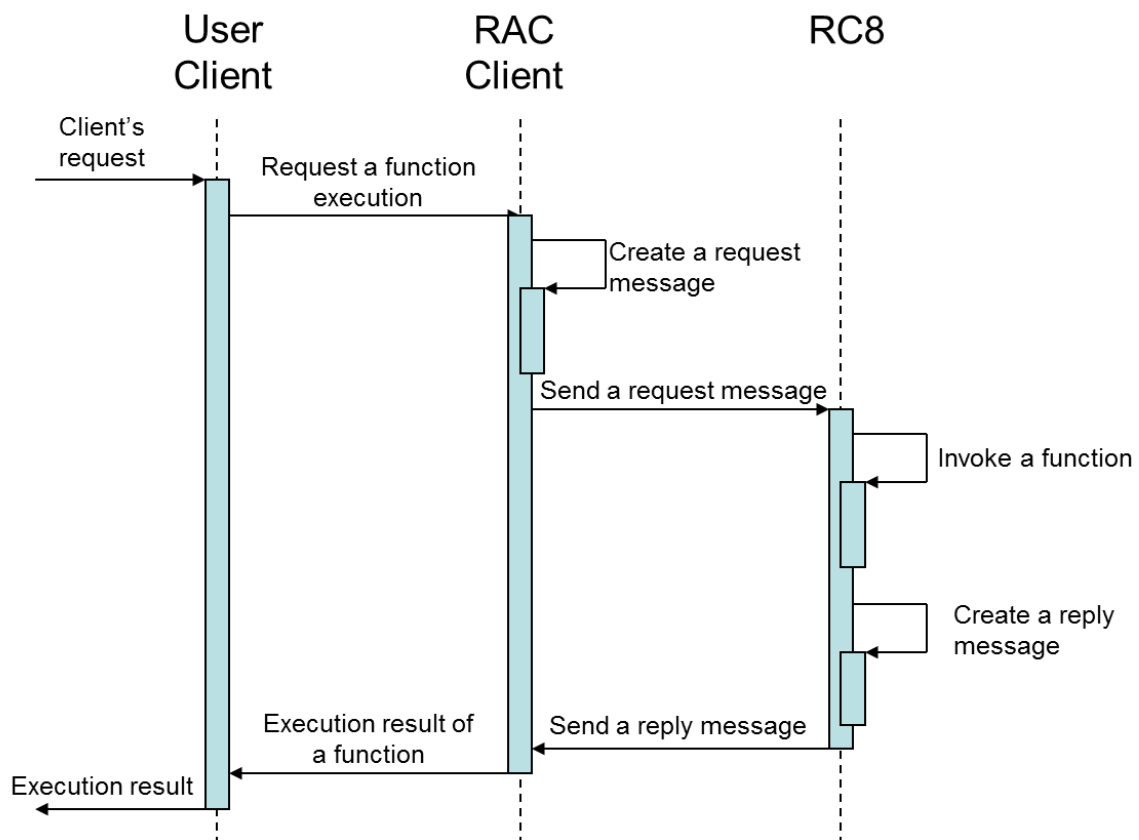 User
Client
RAC
Client
RC8
Client’s
request
Request a function
execution
Create a request
message
Send a request message
Invoke a function
Create a reply
message
Send a reply message
Execution result of
a function
Execution result